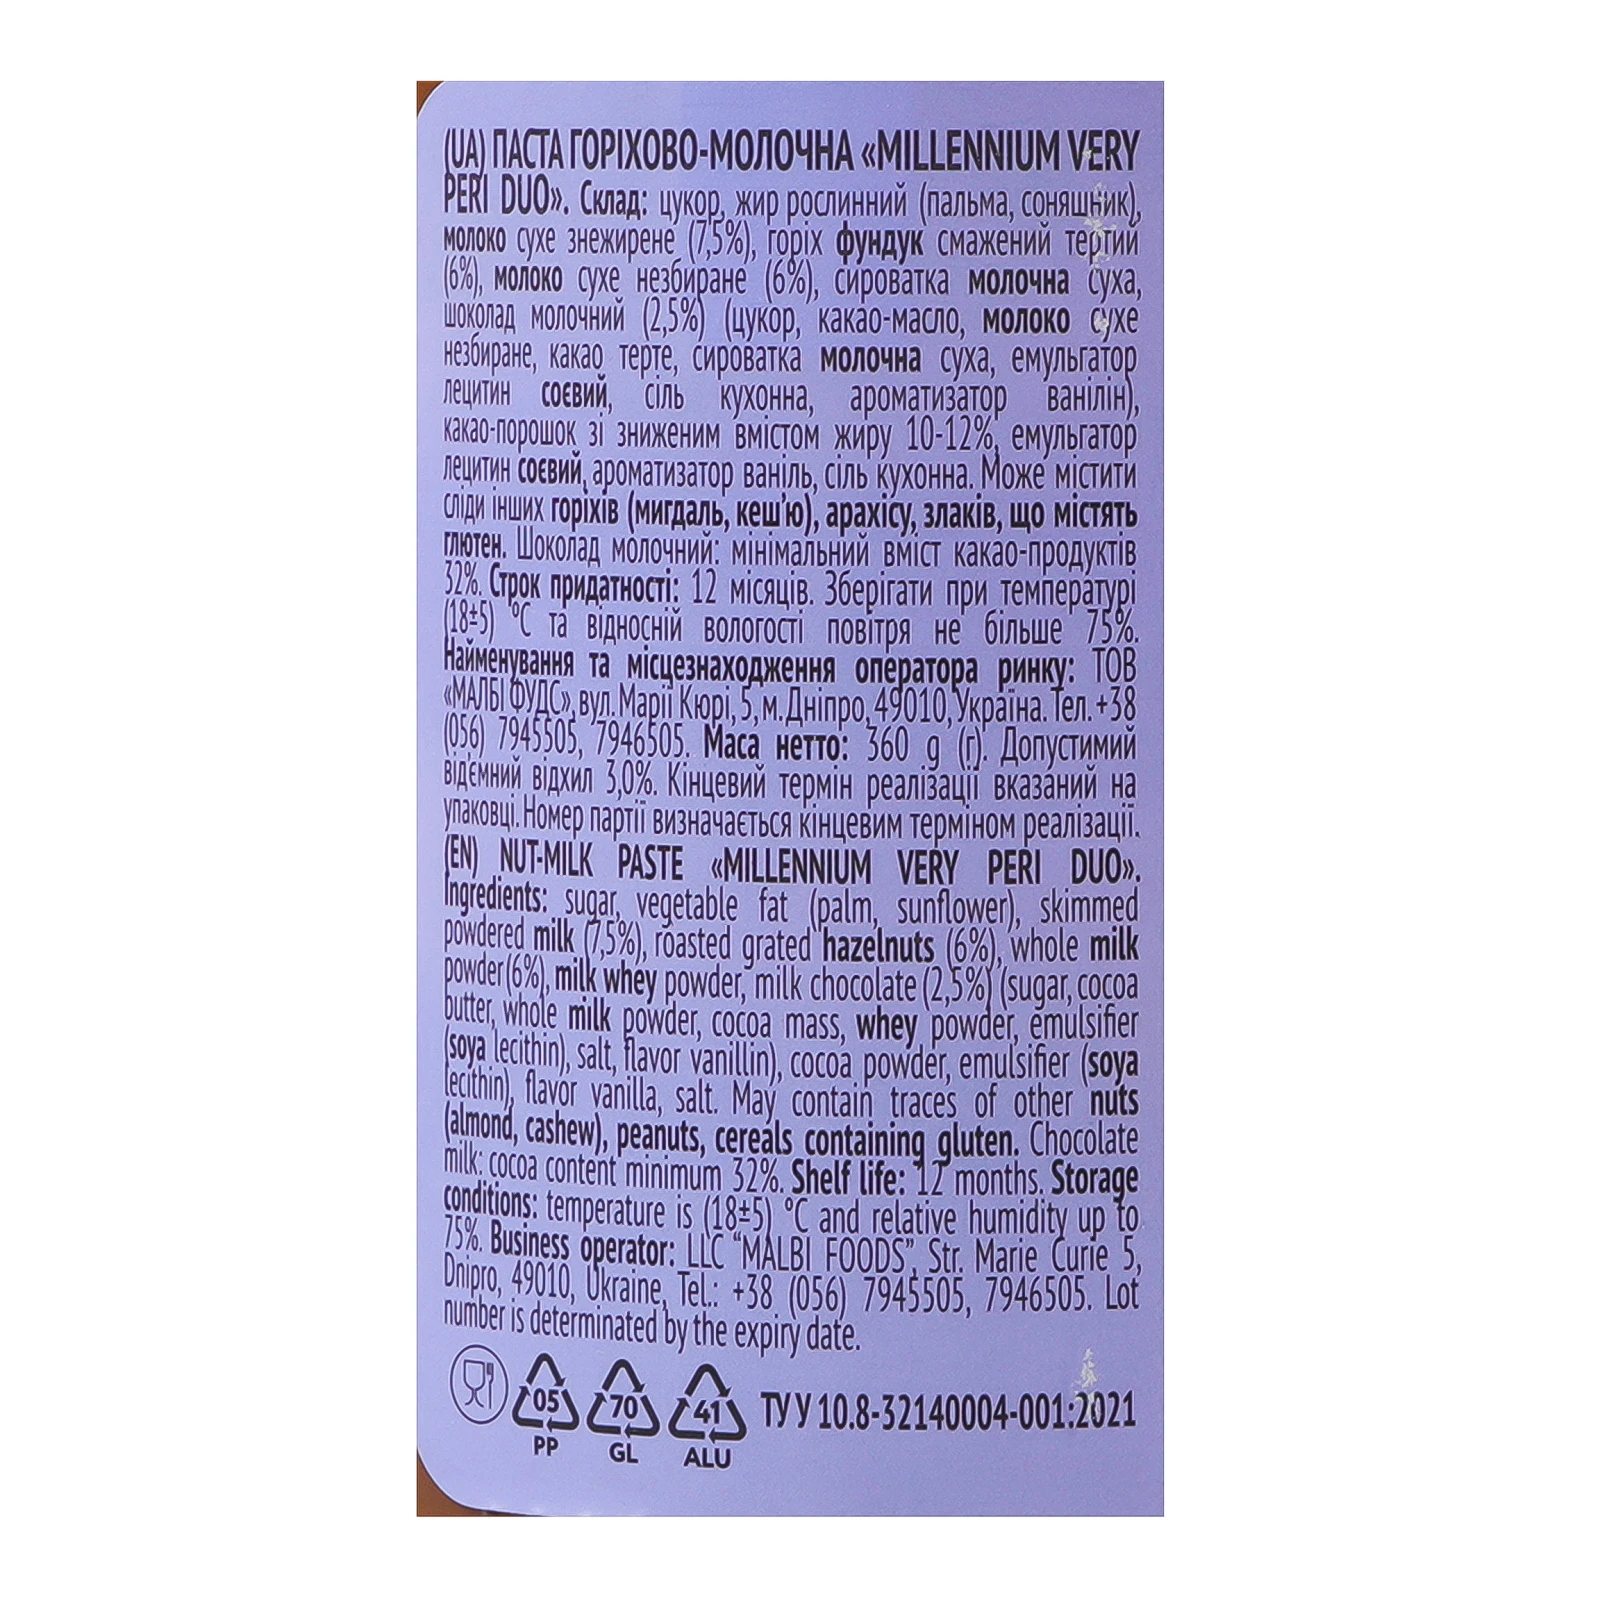 (UA) ПАСТА ГОРІХОВО-МОЛОЧНА «MILLENNIUM VERY
PERI DUO». Склад: цукор, жир рослинний (пальма, соняшник),
молоко сухе знежирене (7,5%), горіх фундук смажений тертий
(6%), молоко сухе незбиране (6%), сироватка молочна суха,
шоколад молочний (2,5%) (цукор, какао-масло, молоко сухе
незбиране, какао терте, сироватка молочна суха, емульгатор
лецитин соєвий, сіль кухонна, ароматизатор ванілін),
какао-порошок зі зниженим вмістом жиру 10-12%, емульгатор
лецитин соєвий, ароматизатор ваніль, сіль кухонна. Може містити
сліди інших горіхів (мигдаль, кеш'ю), арахісу, злаків, що містять
глютен. Шоколад молочний: мінімальний вміст какао-продуктів
32%. Строк придатності: 12 місяців. Зберігати при температурі
(18±5) °С та відносній вологості повітря не більше 75%.
Найменування та місцезнаходження оператора ринку: ТОВ
«МАЛБІ ФУДС», вул. Марії Кюрі, 5, м. Дніпро, 49010, Україна. Тел. +38
(056) 7945505, 7946505. Маса нетто: 360 g (г). Допустимий
від'ємний відхил 3,0%. Кінцевий термін реалізації вказаний на
упаковці. Номер партії визначається кінцевим терміном реалізації.
(EN) NUT-MILK PASTE «MILLENNIUM VERY PERI DUO».
Ingredients: sugar, vegetable fat (palm, sunflower), skimmed
powdered milk (7,5%), roasted grated hazelnuts (6%), whole milk
powder (6%), milk whey powder, milk chocolate (2,5%) (sugar, cocoa
butter, whole milk powder, cocoa mass, whey powder, emulsifier
(soya lecithin), salt, flavor vanillin), cocoa powder, emulsifier (soya
lecithin), flavor vanilla, salt. May contain traces of other nuts
(almond, cashew), peanuts, cereals containing gluten. Chocolate
milk: cocoa content minimum 32%. Shelf life: 12 months. Storage
conditions: temperature is (18±5) °C and relative humidity up to
75%. Business operator: LLC "MALBI FOODS", Str. Marie Curie 5,
Dnipro, 49010, Ukraine, Tel.: +38 (056) 7945505, 7946505. Lot
number is determinated by the expiry date.
05 70 41 ТУ У 10.8-32140004-001:2021
PP GL ALU